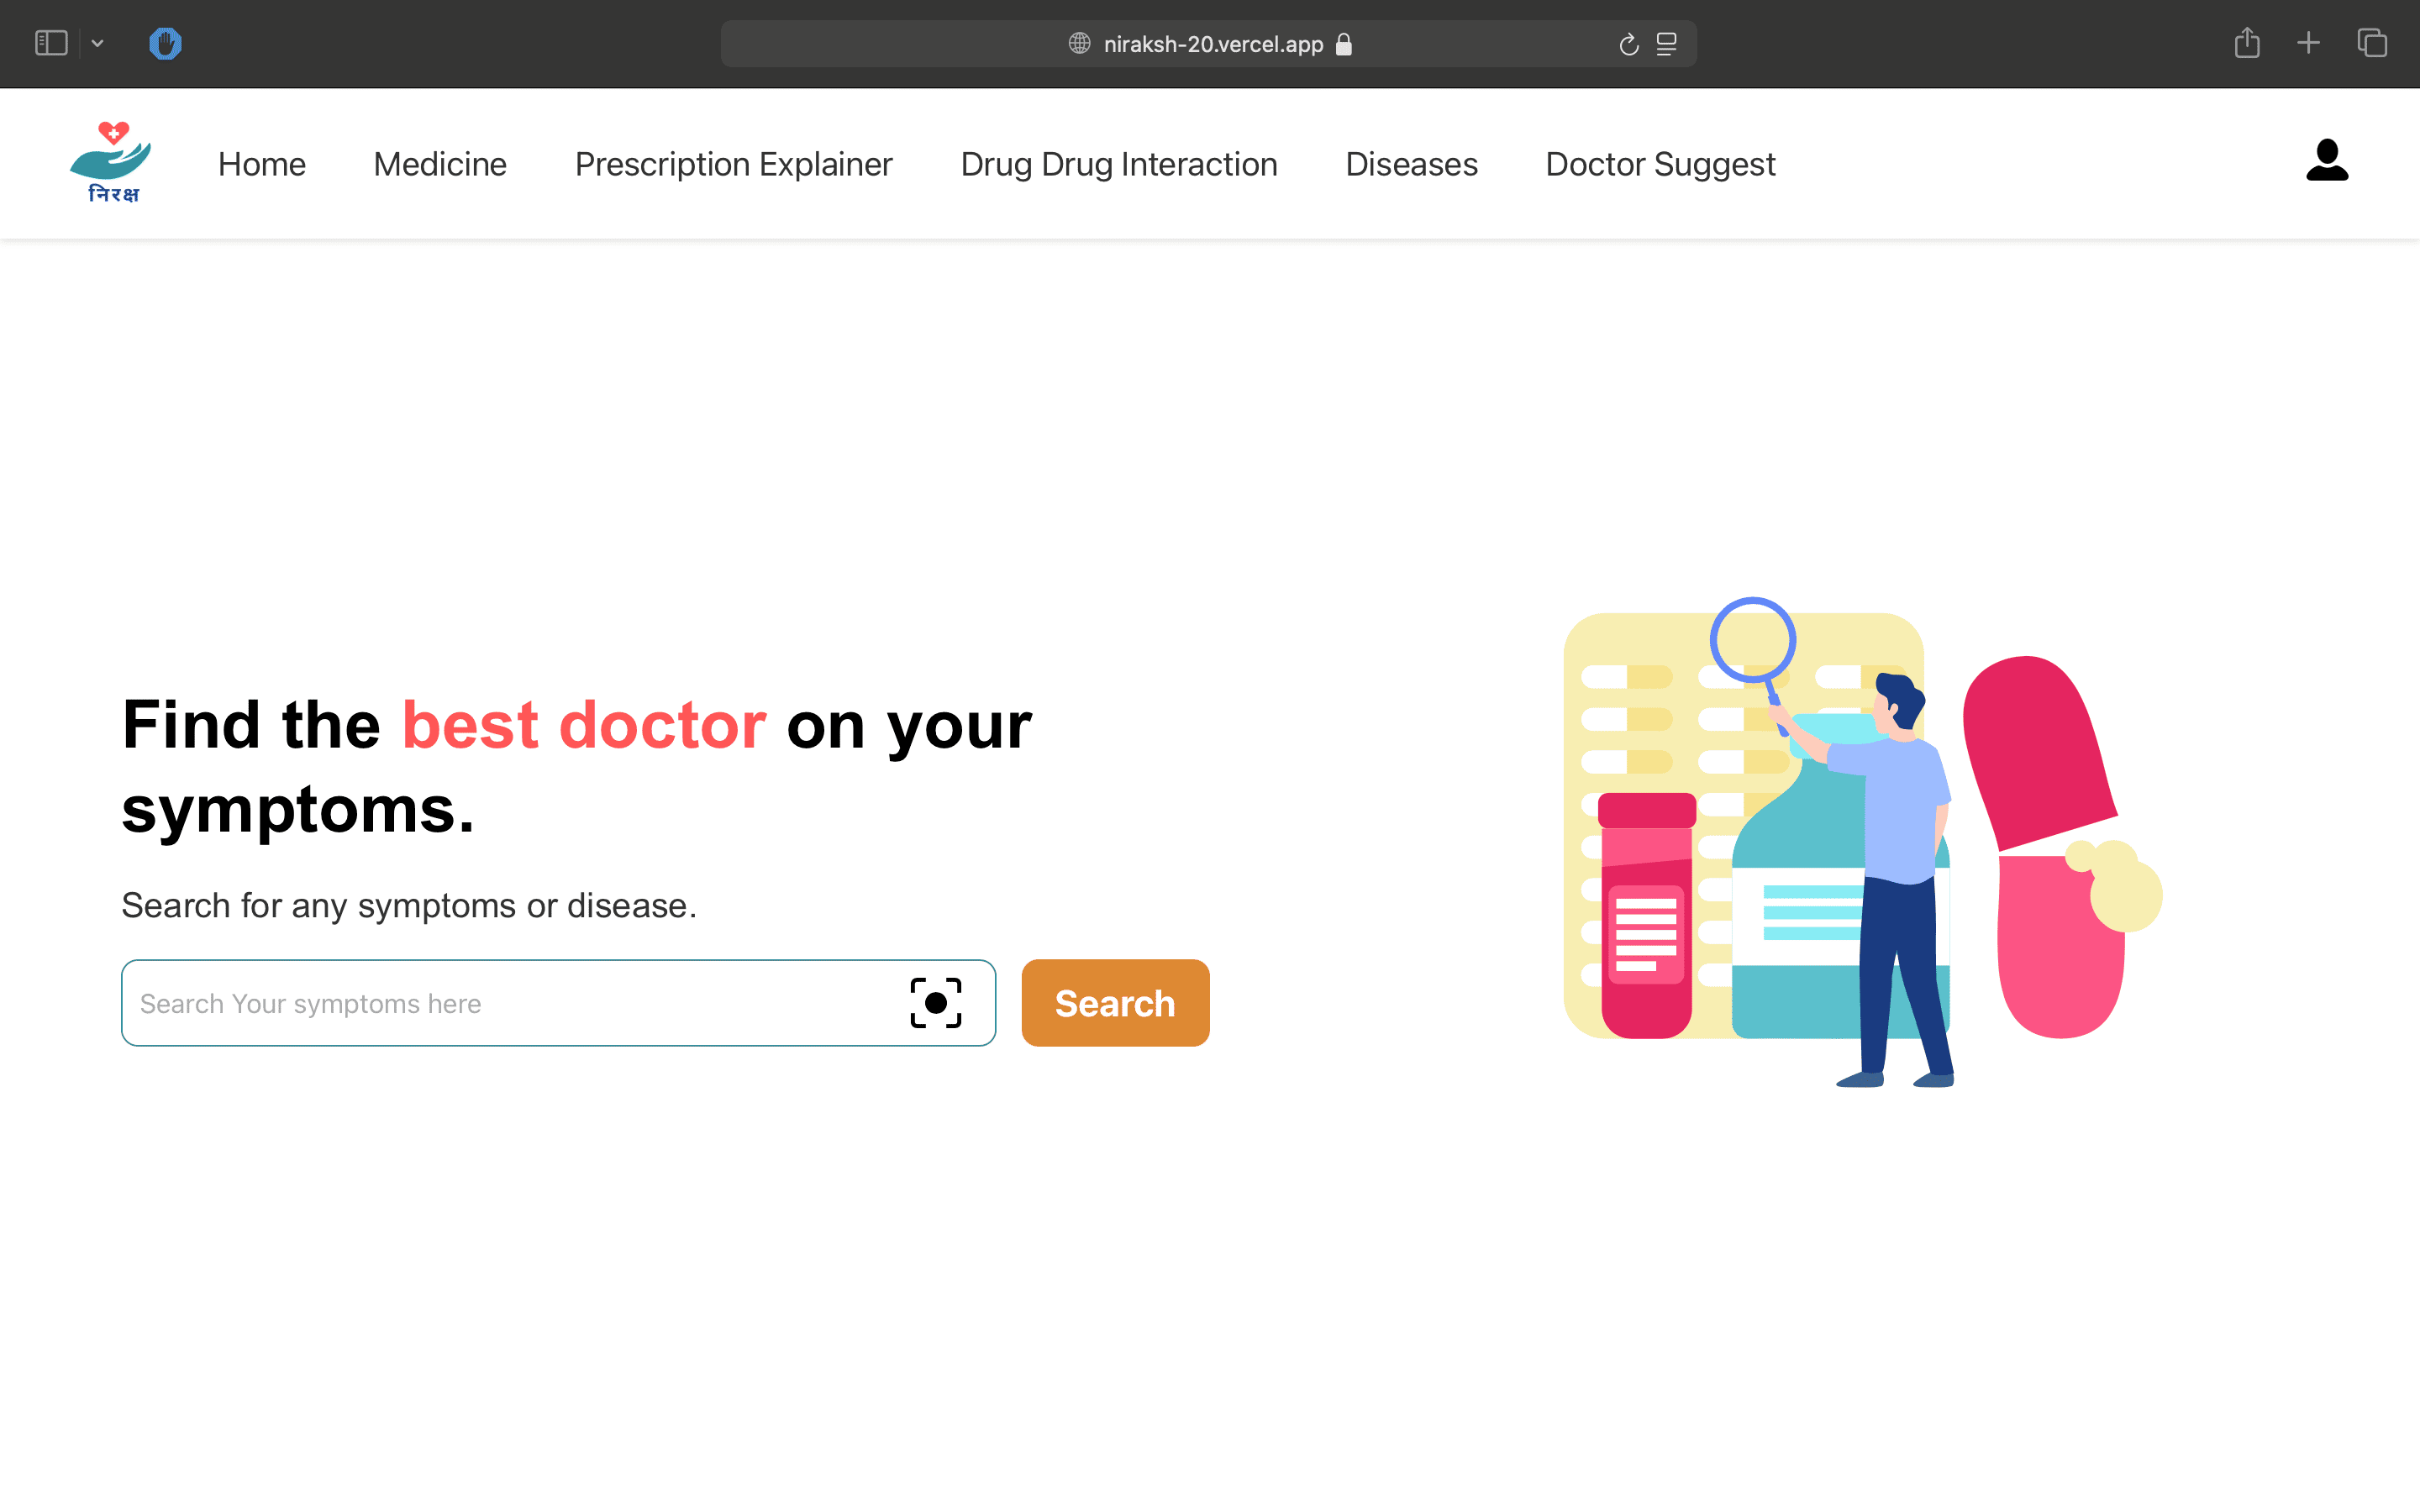 niraksh-20.vercel.app
निरक्ष
Home Medicine Prescription Explainer Drug Drug Interaction Diseases Doctor Suggest
Find the best doctor on your
symptoms.
Search for any symptoms or disease.
Search Your symptoms here
Search